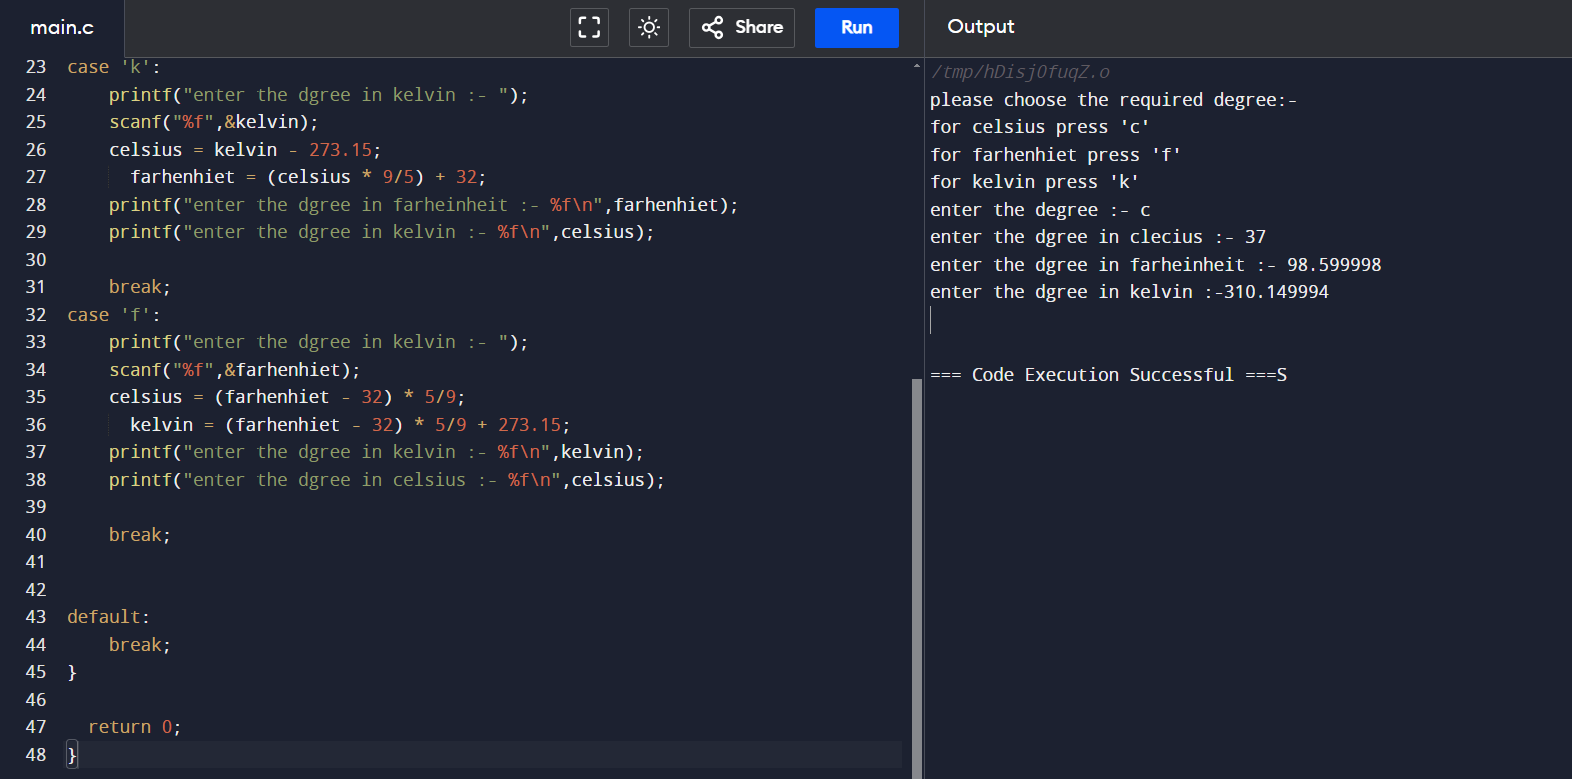 main.c
Share
Run
Output
23 case 'k':
24     printf("enter the dgree in kelvin :- ");
25     scanf("%f",&kelvin);
26     celsius = kelvin - 273.15;
27       farhenhiet = (celsius * 9/5) + 32;
28     printf("enter the dgree in farheinheit :- %f\n",farhenhiet);
29     printf("enter the dgree in kelvin :- %f\n",celsius);
30
31     break;
32 case 'f':
33     printf("enter the dgree in kelvin :- ");
34     scanf("%f",&farhenhiet);
35     celsius = (farhenhiet - 32) * 5/9;
36       kelvin = (farhenhiet - 32) * 5/9 + 273.15;
37     printf("enter the dgree in kelvin :- %f\n",kelvin);
38     printf("enter the dgree in celsius :- %f\n",celsius);
39
40     break;
41
42
43 default:
44     break;
45 }
46
47   return 0;
48 }
/tmp/hDisjOfuqZ.o
please choose the required degree:-
for celsius press 'c'
for farhenhiet press 'f'
for kelvin press 'k'
enter the degree :- c
enter the dgree in clecius :- 37
enter the dgree in farheinheit :- 98.599998
enter the dgree in kelvin :-310.149994
=== Code Execution Successful ===S